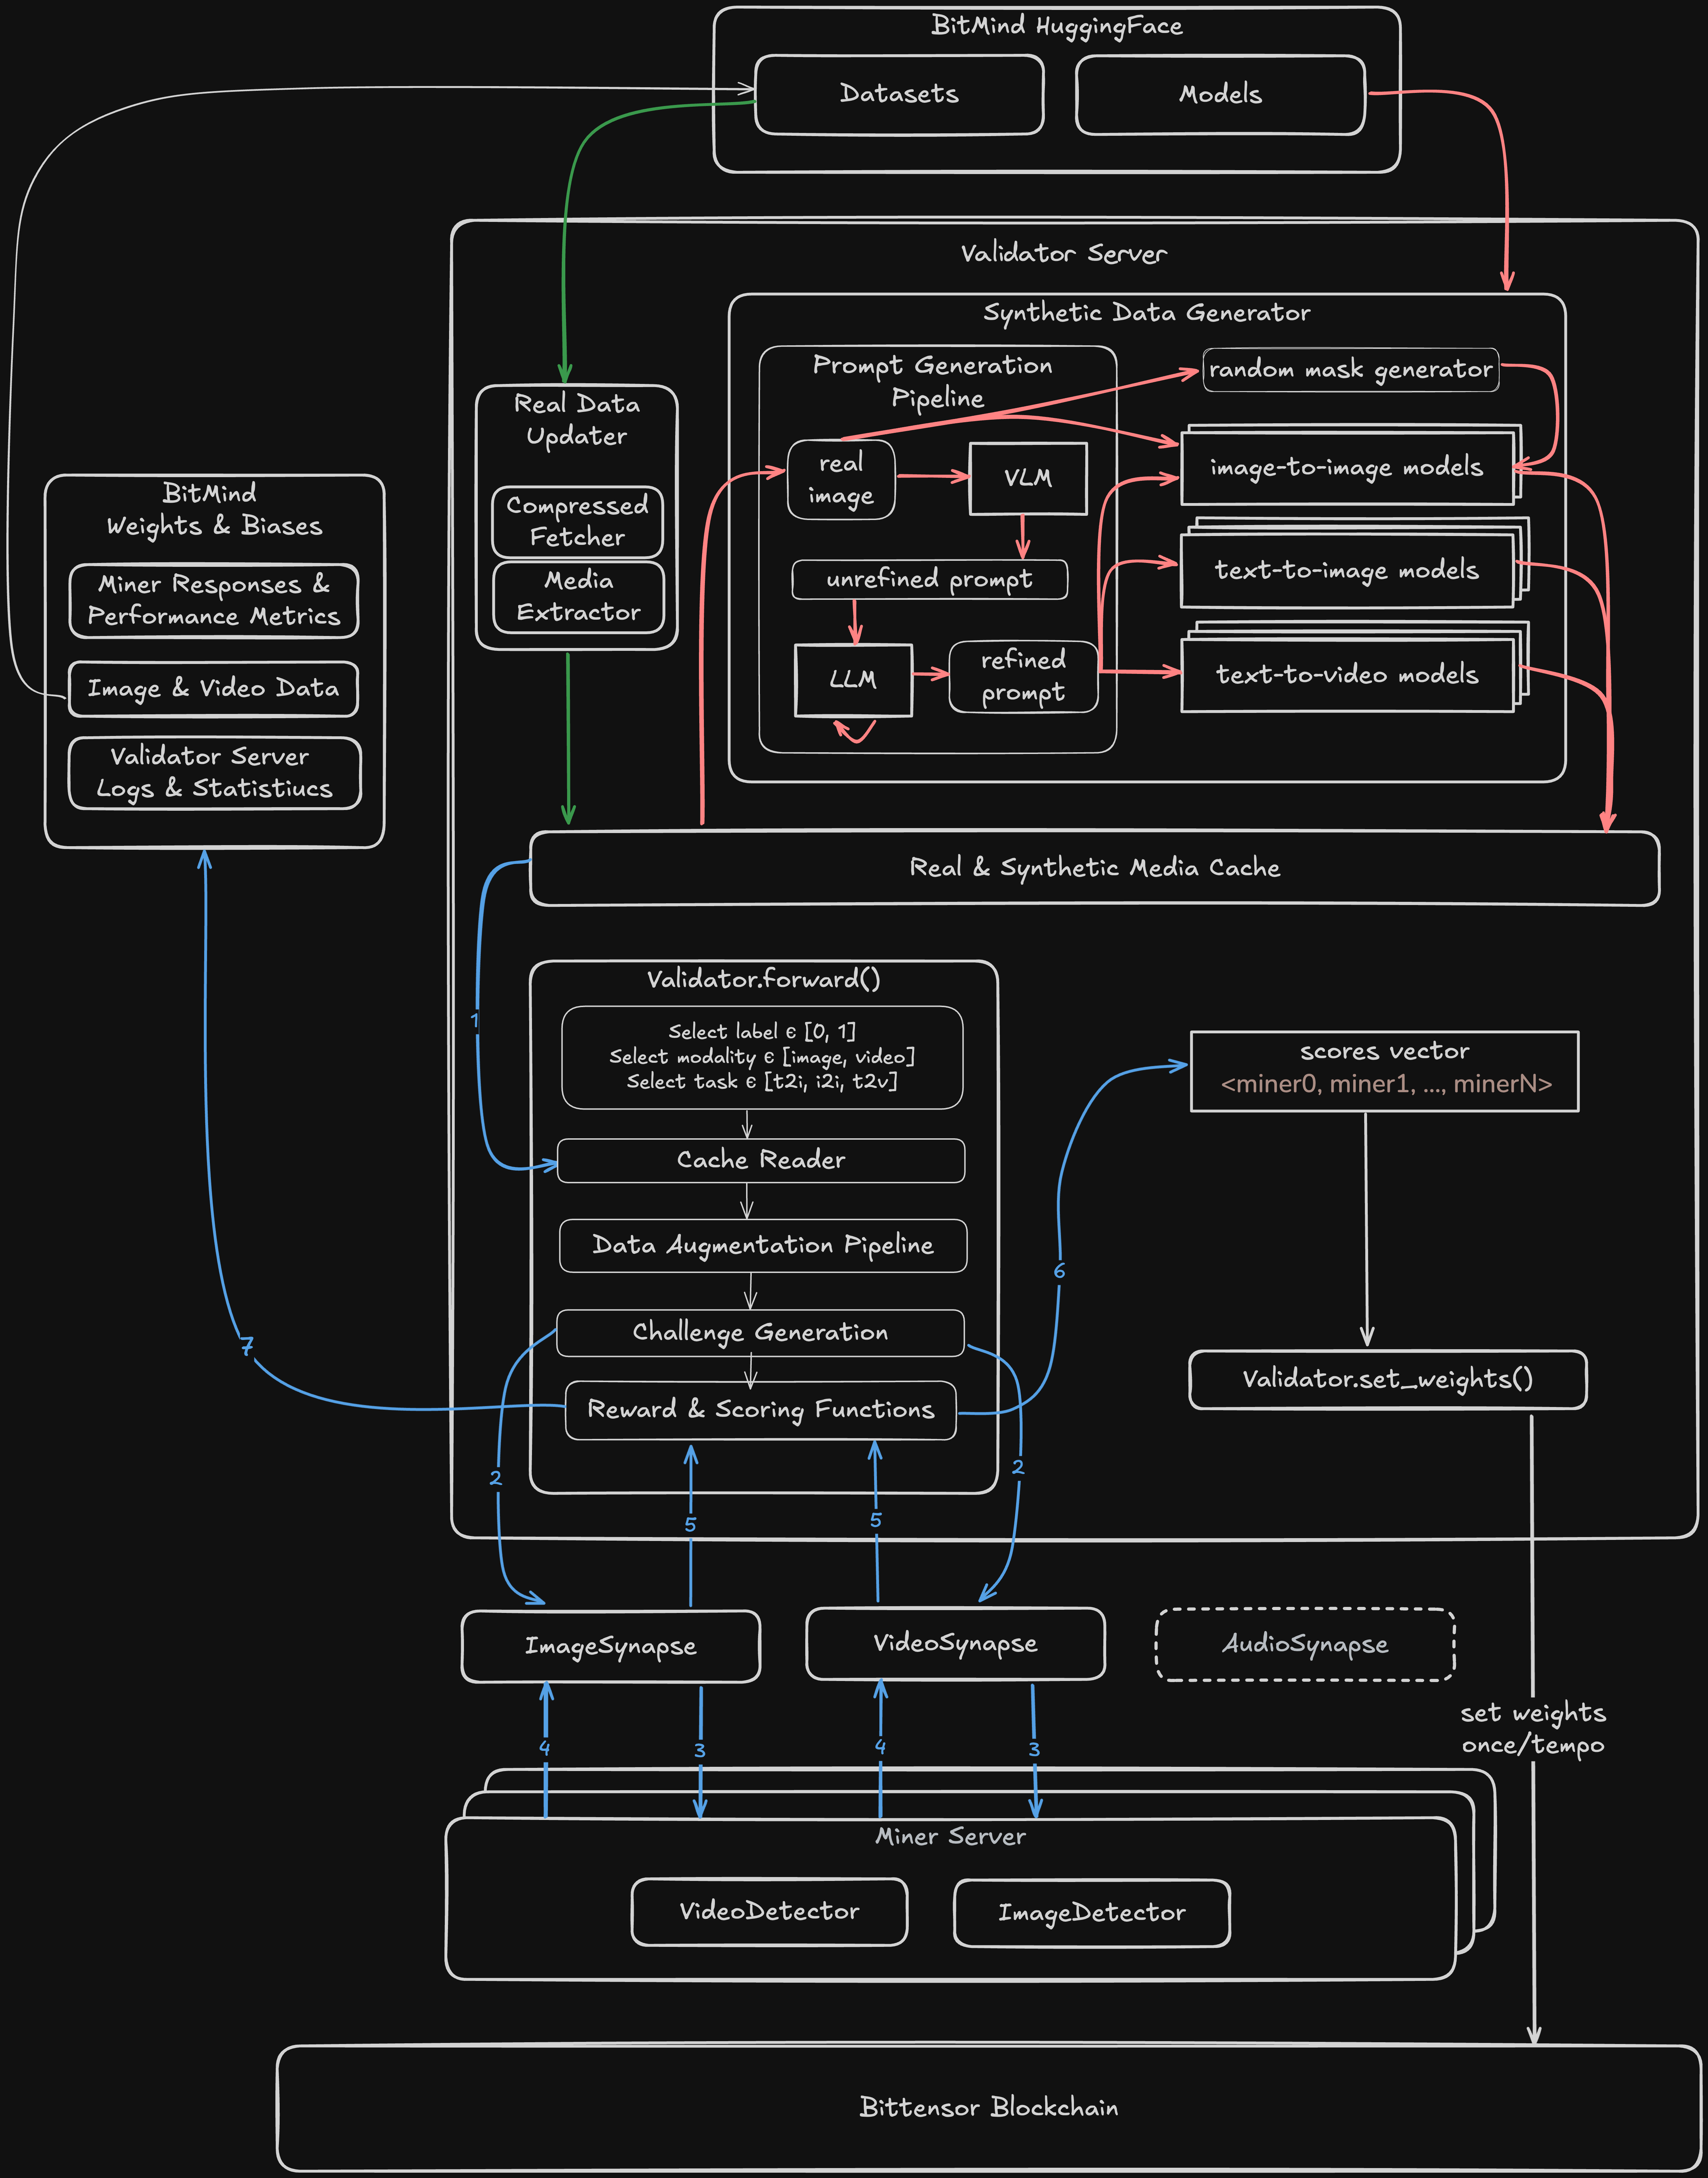 BitMind HuggingFace
Datasets
Models
Validator Server
Synthetic Data Generator
Prompt Generation
Pipeline
random mask generator
real
image
VLM
image-to-image models
unrefined prompt
text-to-image models
LLM
refined
prompt
text-to-video models
Real Data
Updater
Compressed
Fetcher
Media
Extractor
BitMind
Weights & Biases
Miner Responses &
Performance Metrics
Image & Video Data
Validator Server
Logs & Statistiucs
Real & Synthetic Media Cache
Validator.forward()
Select label ∈ [0, 1]
Select modality ∈ [image, video]
Select task ∈ [t2i, i2i, t2v]
1
Cache Reader
Data Augmentation Pipeline
Challenge Generation
Reward & Scoring Functions
scores vector
<miner0, miner1, ..., minerN>
6
7
Validator.set_weights()
2
2
5
5
ImageSynapse
VideoSynapse
AudioSynapse
set weights
once/tempo
4
3
4
3
Miner Server
VideoDetector
ImageDetector
Bittensor Blockchain